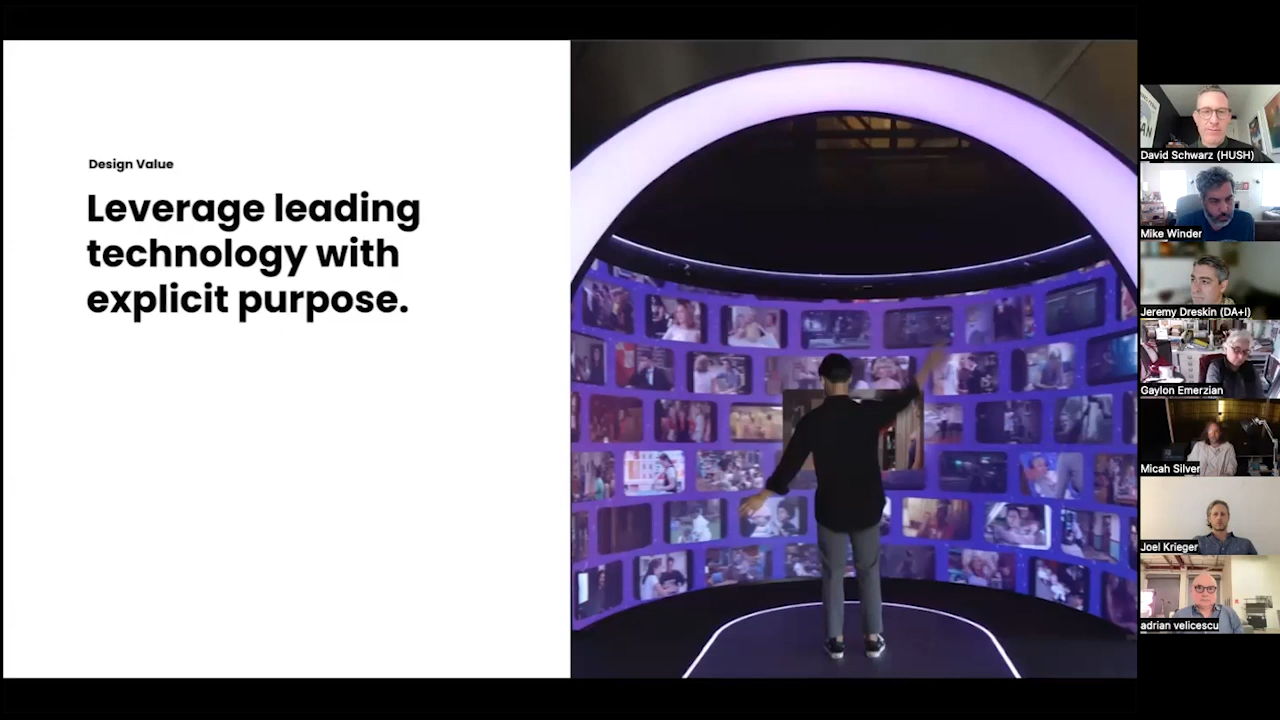 Design Value
Leverage leading
technology with
explicit purpose.
David Schwarz (HUSH)
Mike Winder
Jeremy Dreskin (DA+I)
Gaylon Emerzian
Micah Silver
Joel Krieger
adrian velicescu